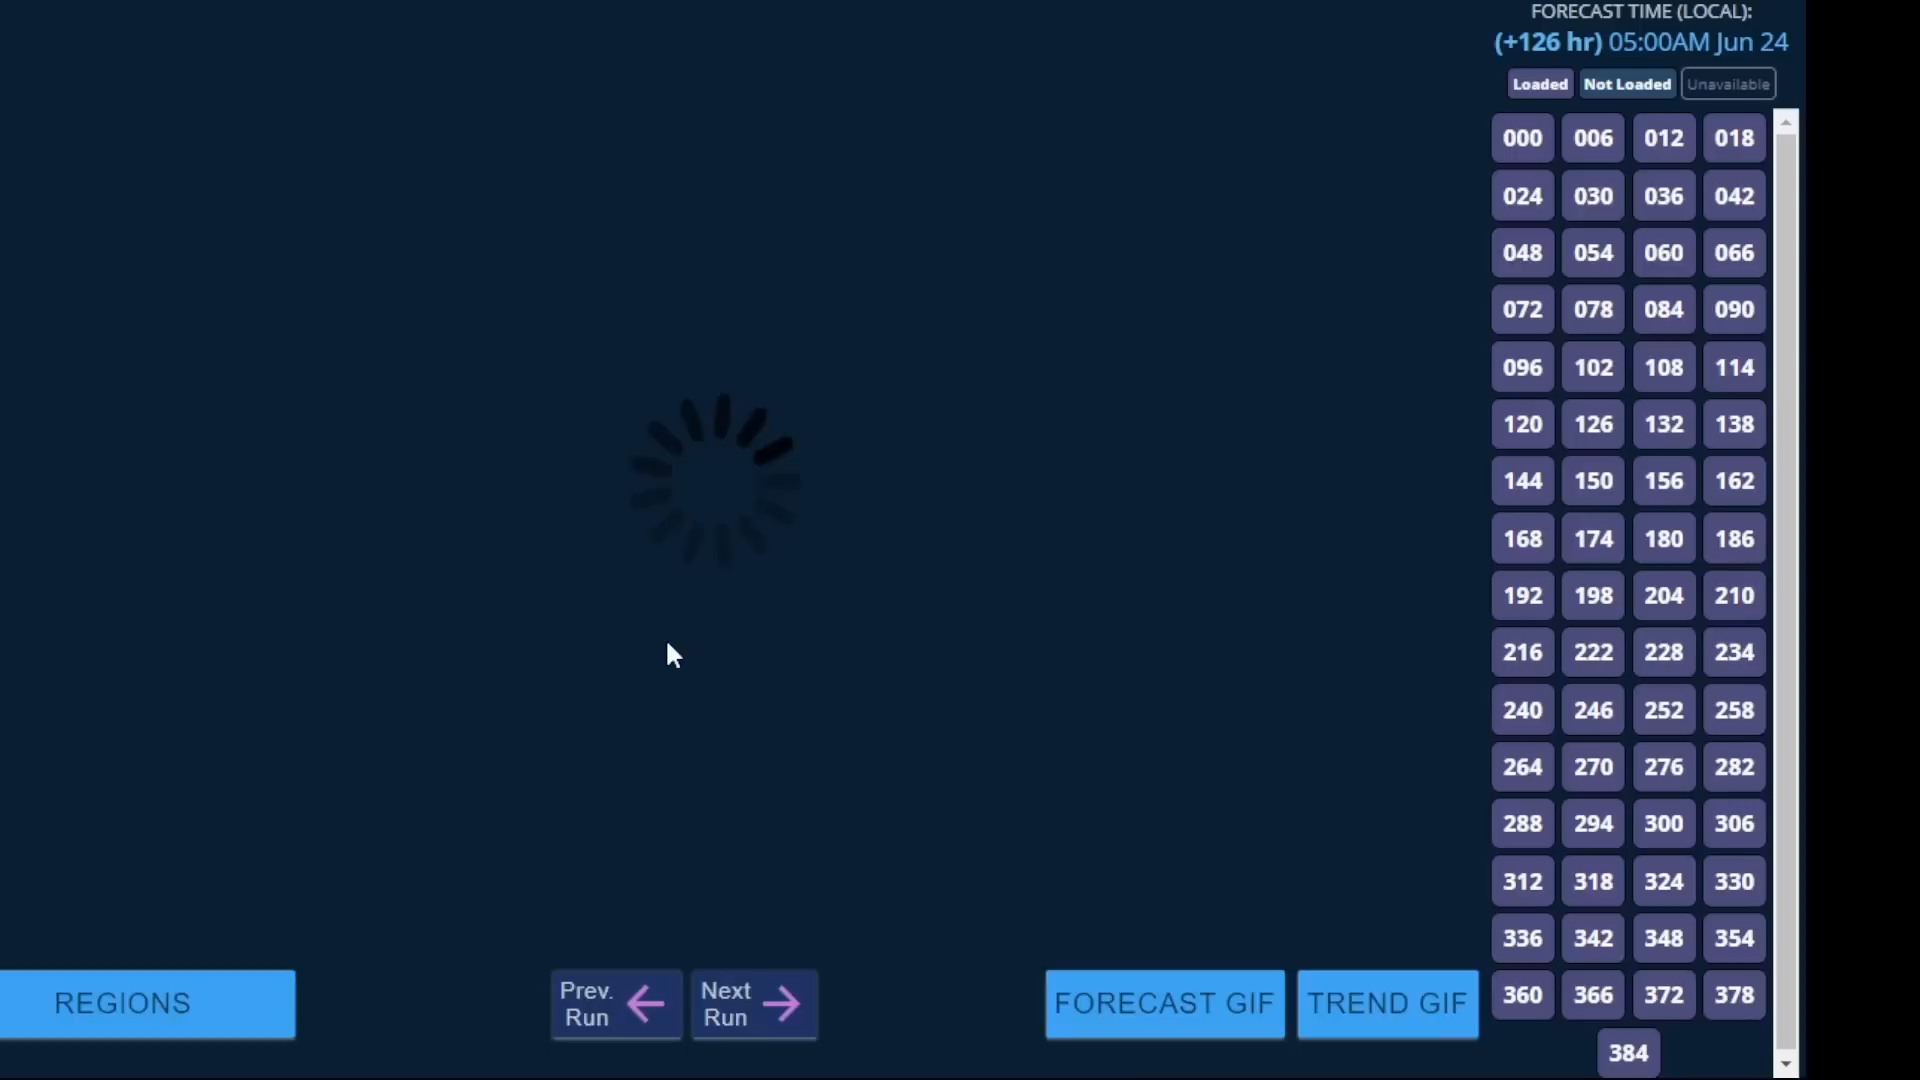 FORECAST TIME (LOCAL):
(+126 hr) 05:00AM Jun 24
Loaded Not Loaded Unavailable
000 006 012 018
024 030 036 042
048 054 060 066
072 078 084 090
096 102 108 114
120 126 132 138
144 150 156 162
168 174 180 186
192 198 204 210
216 222 228 234
240 246 252 258
264 270 276 282
288 294 300 306
312 318 324 330
336 342 348 354
360 366 372 378
384
REGIONS
Prev.
Run
Next
Run
FORECAST GIF
TREND GIF